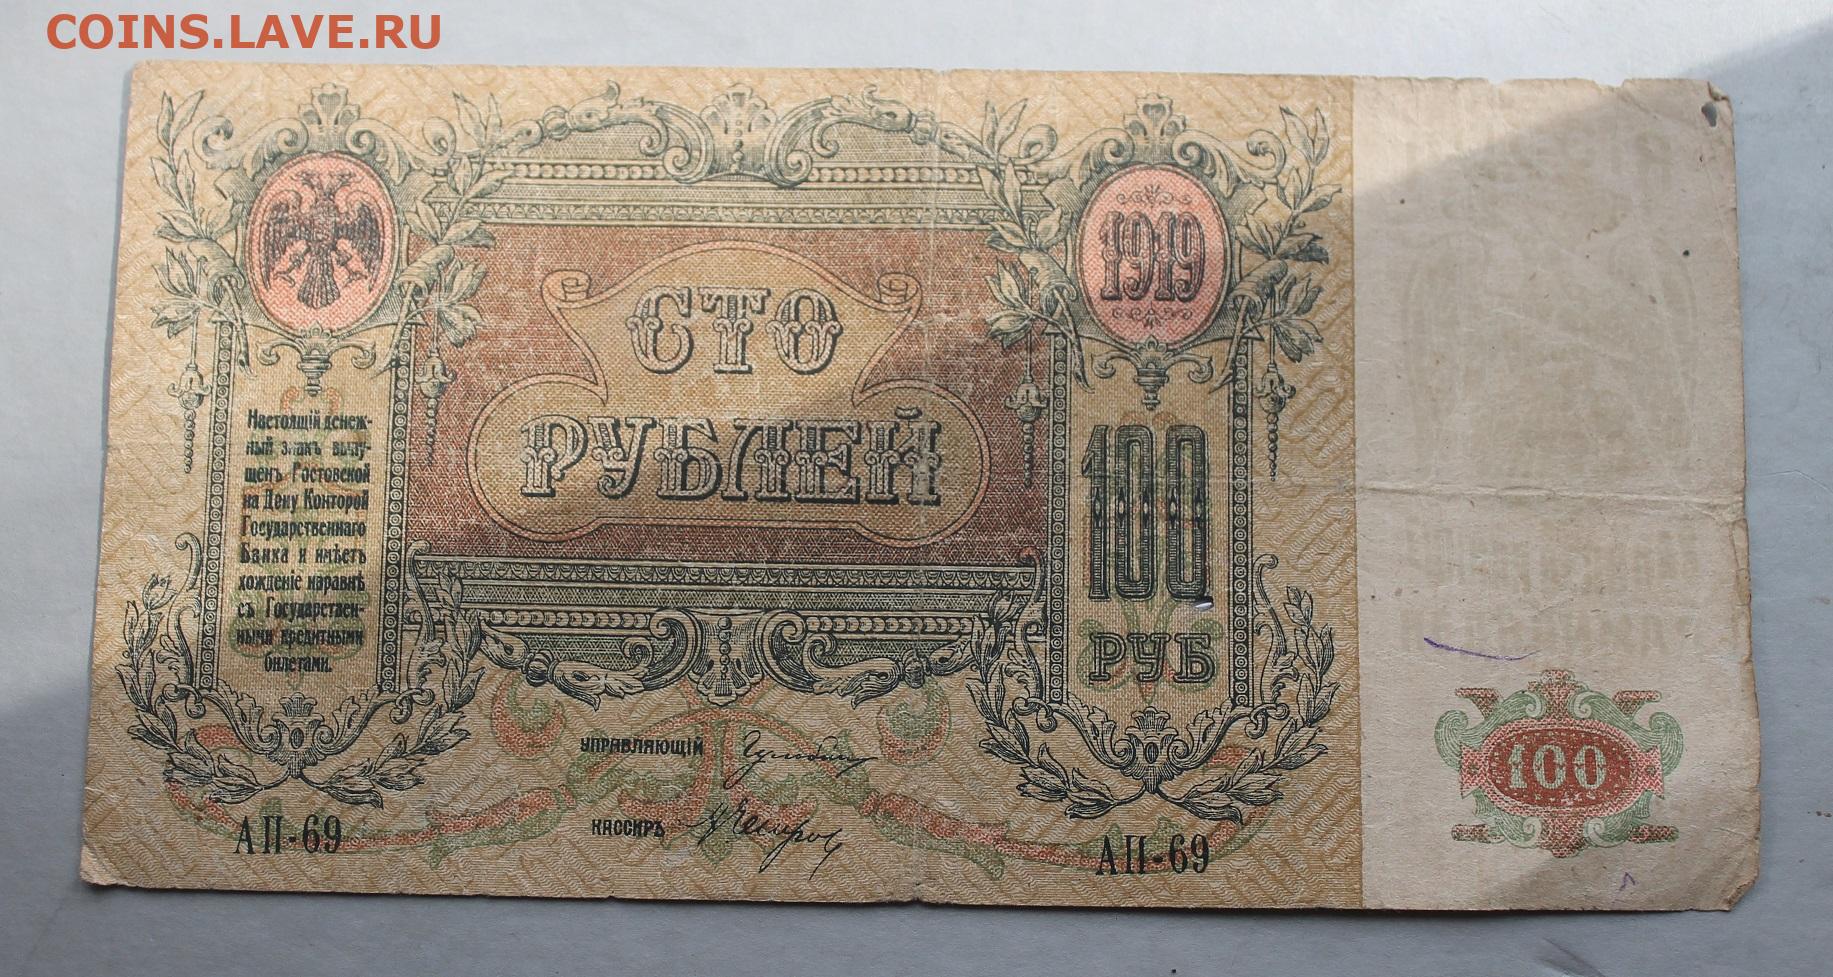 COINS.LAVE.RU
1919
СТО
РУБЛЕЙ
Настоящій денеж-
ный знакъ выпу-
щенъ Ростовской
на Дону Конторой
Государственнаго
Банка и имѣетъ
хожденіе наравнѣ
съ Государствен-
ными кредитными
билетами.
100
РУБ
УПРАВЛЯЮЩІЙ
КАССИРЪ
АП-69
АП-69
100